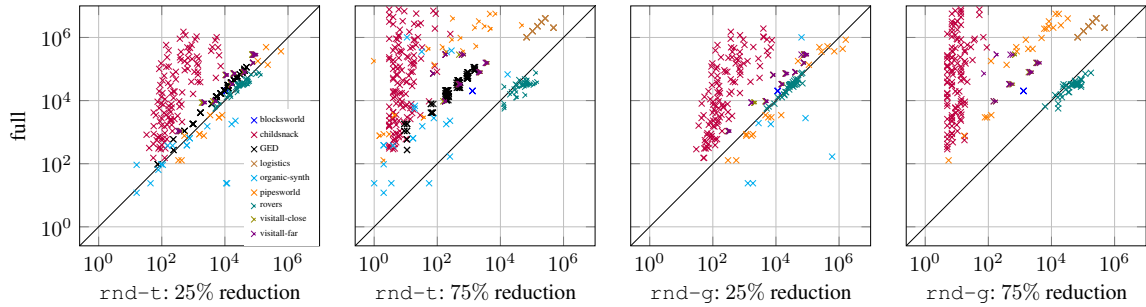 10^6
10^4
10^2
10^0
full
blocksworld
childsnack
GED
logistics
organic-synth
pipesworld
rovers
visitall-close
visitall-far
10^0 10^2 10^4 10^6 10^0 10^2 10^4 10^6 10^0 10^2 10^4 10^6 10^0 10^2 10^4 10^6
rnd-t: 25% reduction rnd-t: 75% reduction rnd-g: 25% reduction rnd-g: 75% reduction